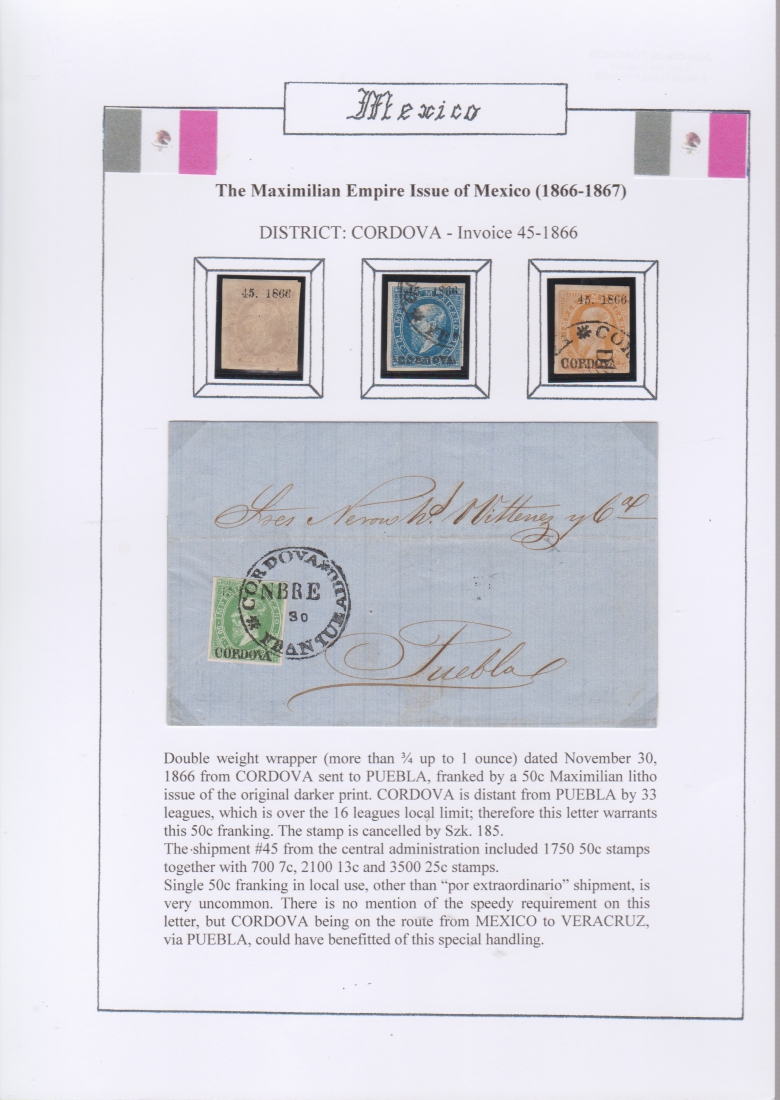 Mexico
The Maximilian Empire Issue of Mexico (1866-1867)
DISTRICT: CORDOVA - Invoice 45-1866
45. 1866
45. 1866
CORDOVA
45. 1866
COR
CORDOVA
Sres
y Ca
CORDOVA
NBRE
30
CORDOVA
Puebla
Double weight wrapper (more than ¾ up to 1 ounce) dated November 30,
1866 from CORDOVA sent to PUEBLA, franked by a 50c Maximilian litho
issue of the original darker print. CORDOVA is distant from PUEBLA by 33
leagues, which is over the 16 leagues local limit; therefore this letter warrants
this 50c franking. The stamp is cancelled by Szk. 185.
The shipment #45 from the central administration included 1750 50c stamps
together with 700 7c, 2100 13c and 3500 25c stamps.
Single 50c franking in local use, other than “por extraordinario” shipment, is
very uncommon. There is no mention of the speedy requirement on this
letter, but CORDOVA being on the route from MEXICO to VERACRUZ,
via PUEBLA, could have benefitted of this special handling.